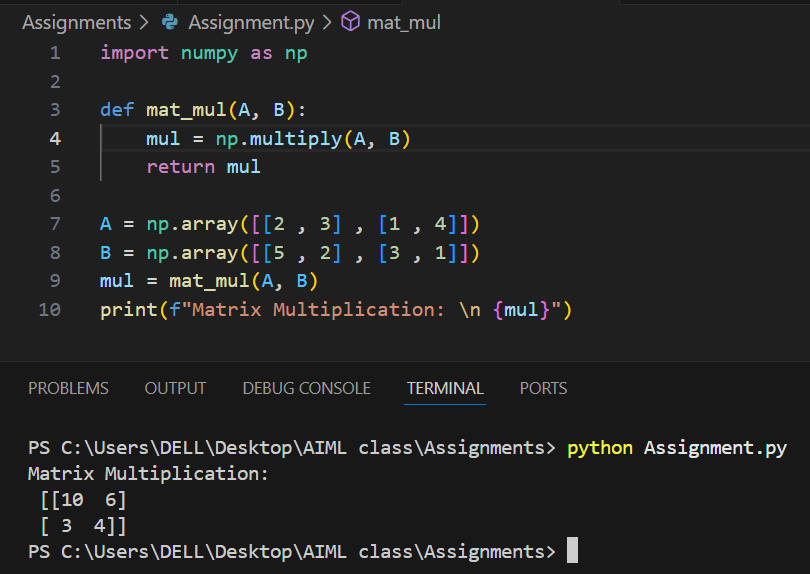 Assignments > Assignment.py > mat_mul
1 import numpy as np
2
3 def mat_mul(A, B):
4     mul = np.multiply(A, B)
5     return mul
6
7 A = np.array([[2 , 3] , [1 , 4]])
8 B = np.array([[5 , 2] , [3 , 1]])
9 mul = mat_mul(A, B)
10 print(f"Matrix Multiplication: \n {mul}")
PROBLEMS OUTPUT DEBUG CONSOLE TERMINAL PORTS
PS C:\Users\DELL\Desktop\AIML class\Assignments> python Assignment.py
Matrix Multiplication:
 [[10  6]
 [ 3  4]]
PS C:\Users\DELL\Desktop\AIML class\Assignments>